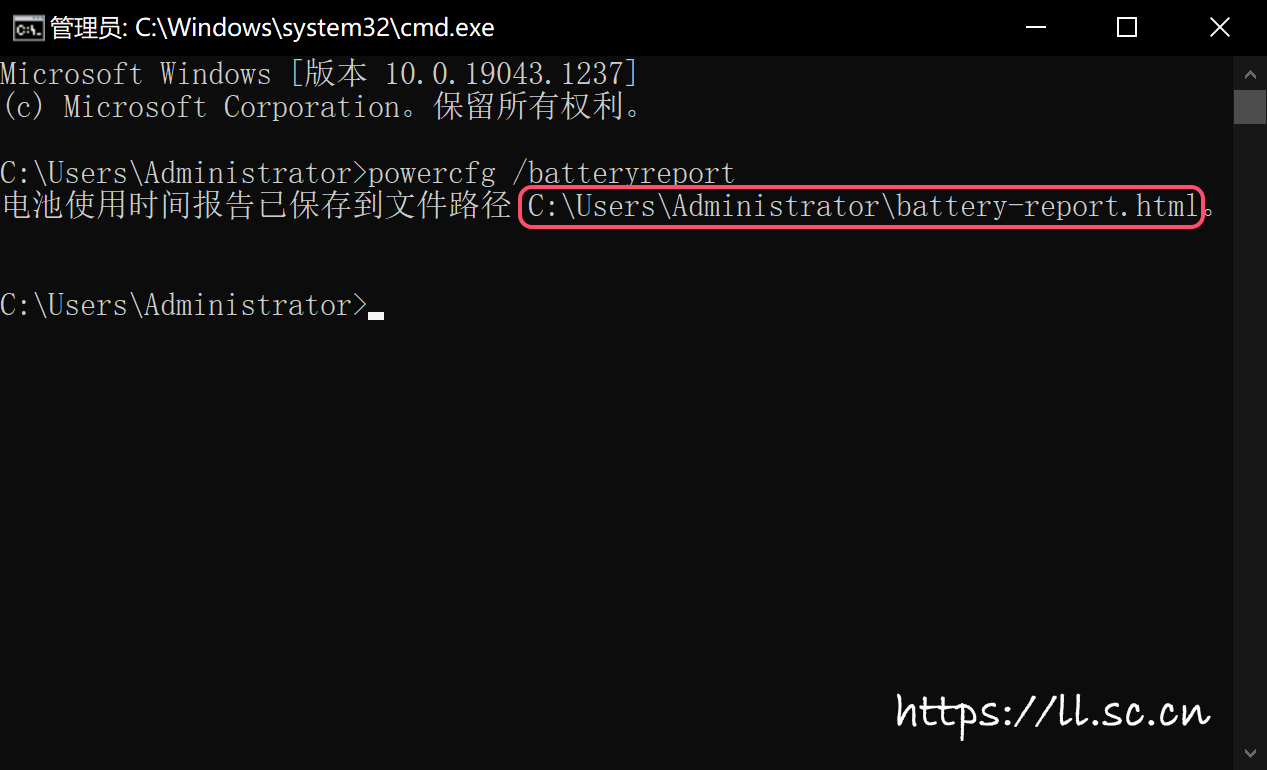 管理员: C:\Windows\system32\cmd.exe
Microsoft Windows [版本 10.0.19043.1237]
(c) Microsoft Corporation。保留所有权利。
C:\Users\Administrator>powercfg /batteryreport
电池使用时间报告已保存到文件路径 C:\Users\Administrator\battery-report.html。
C:\Users\Administrator>
https://ll.sc.cn